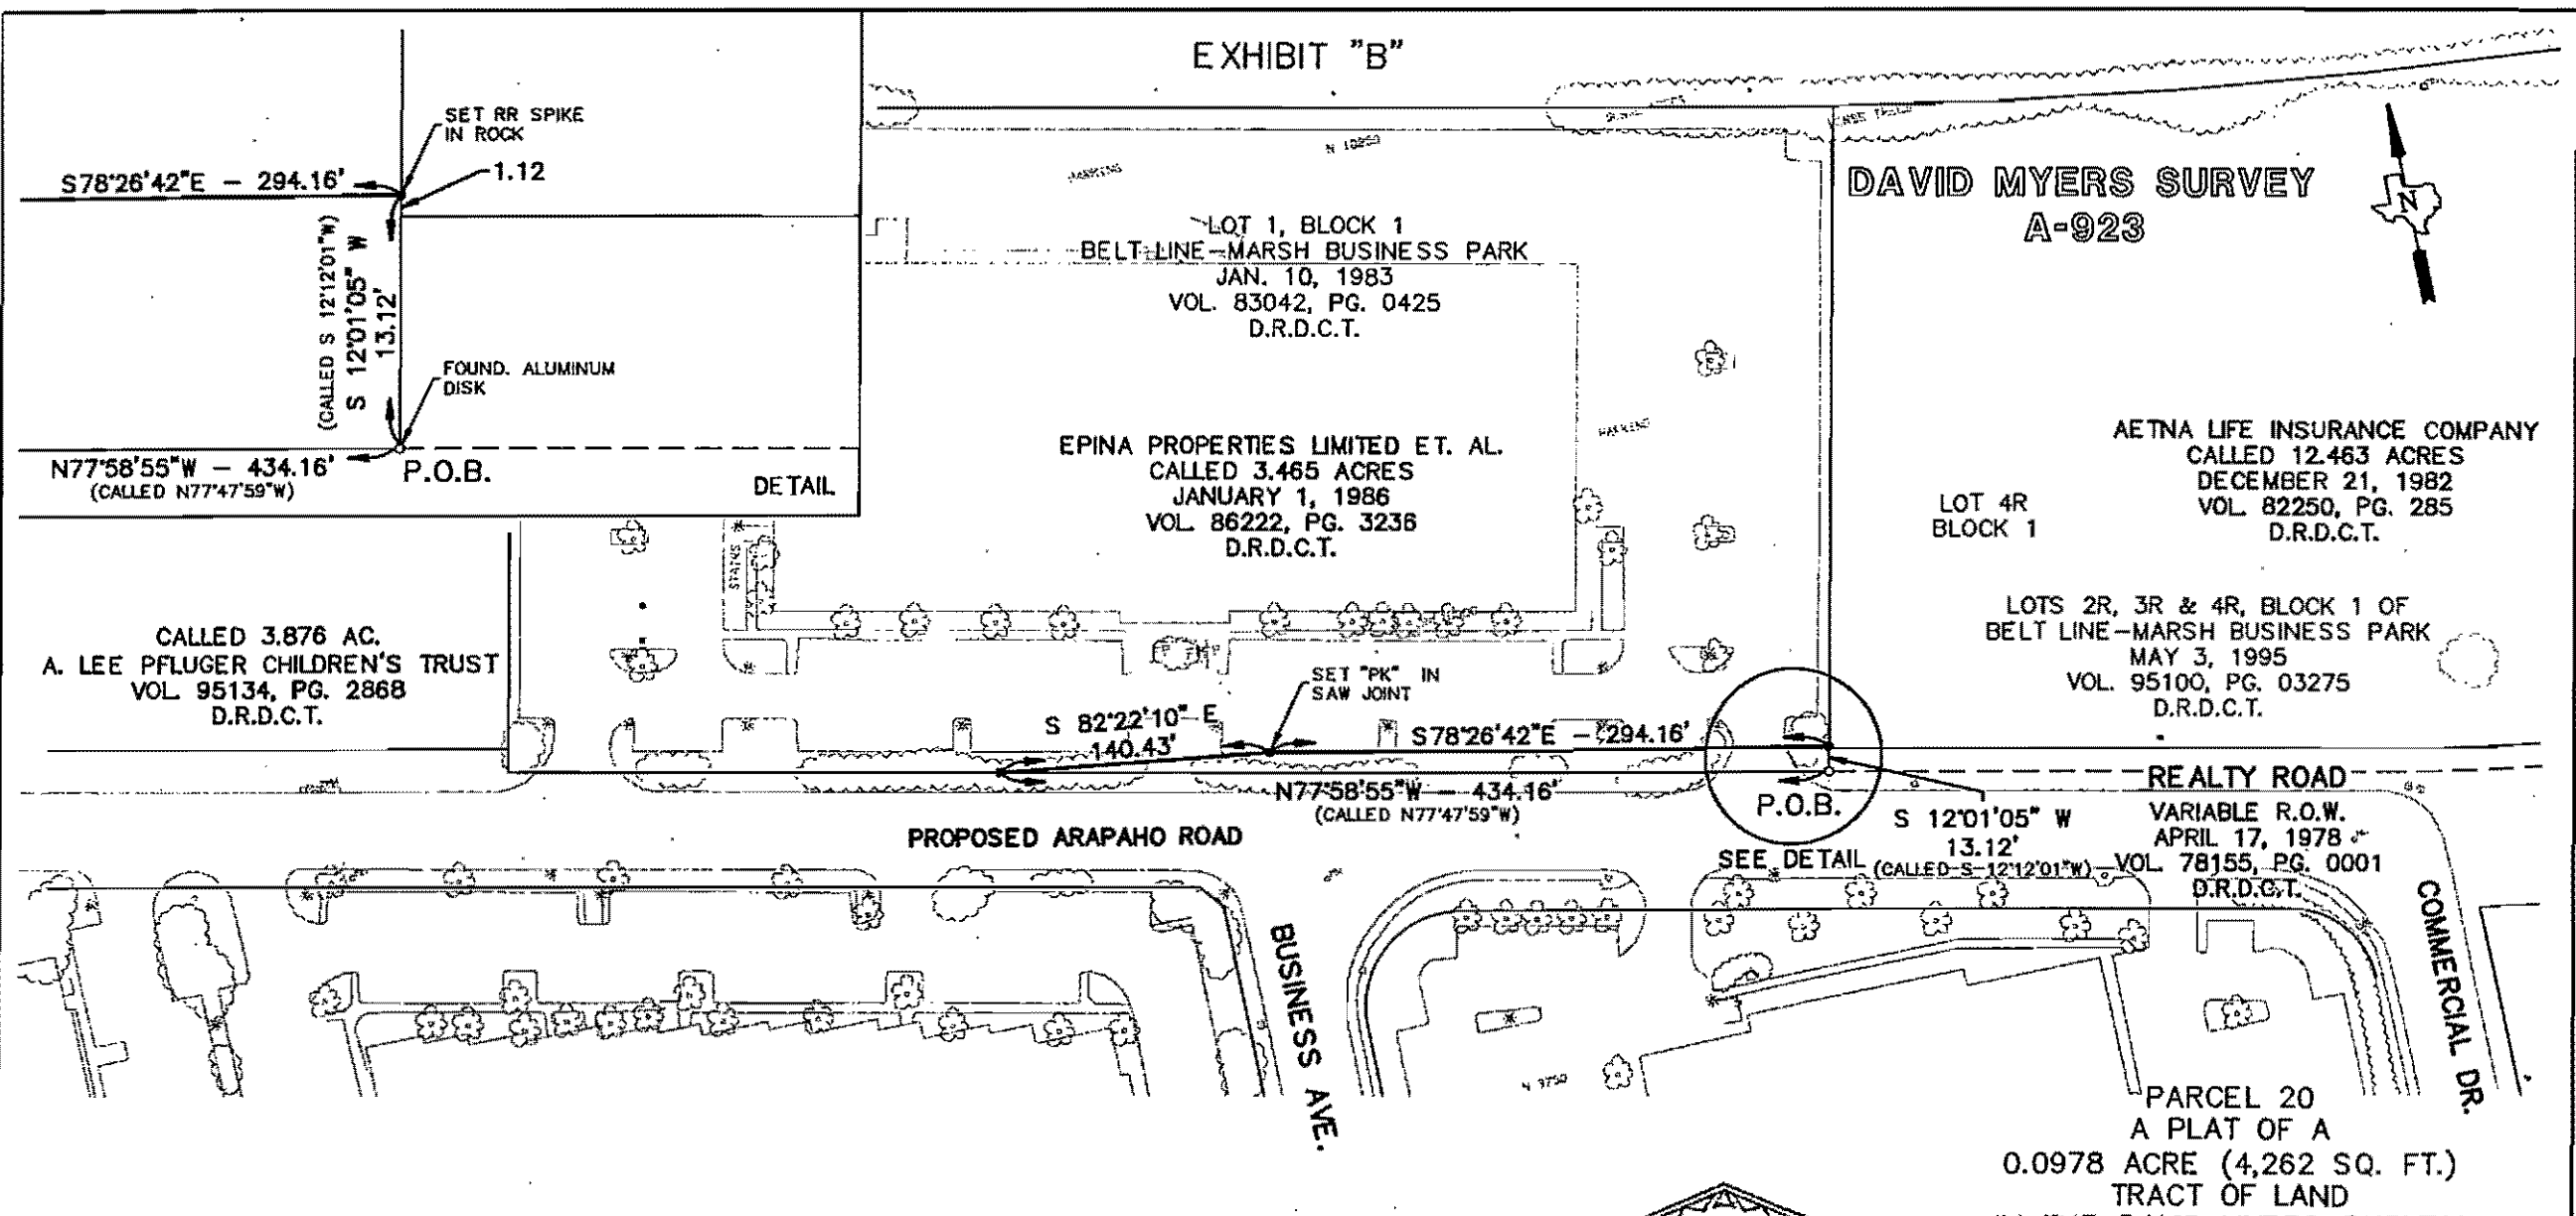 EXHIBIT "B"
SET RR SPIKE
IN ROCK
1.12
S78°26'42"E - 294.16'
(CALLED S 12°12'01"W)
S 12°01'05" W
13.12'
FOUND. ALUMINUM
DISK
N77°58'55"W - 434.16'
(CALLED N77°47'59"W)
P.O.B.
DETAIL
PARKING
N 10250
LOT 1, BLOCK 1
BELT LINE-MARSH BUSINESS PARK
JAN. 10, 1983
VOL. 83042, PG. 0425
D.R.D.C.T.
DAVID MYERS SURVEY
A-923
N
EPINA PROPERTIES LIMITED ET. AL.
CALLED 3.465 ACRES
JANUARY 1, 1986
VOL. 86222, PG. 3236
D.R.D.C.T.
PARKING
AETNA LIFE INSURANCE COMPANY
CALLED 12.463 ACRES
DECEMBER 21, 1982
VOL. 82250, PG. 285
D.R.D.C.T.
LOT 4R
BLOCK 1
LOTS 2R, 3R & 4R, BLOCK 1 OF
BELT LINE-MARSH BUSINESS PARK
MAY 3, 1995
VOL. 95100, PG. 03275
D.R.D.C.T.
STAIRS
CALLED 3.876 AC.
A. LEE PFLUGER CHILDREN'S TRUST
VOL. 95134, PG. 2868
D.R.D.C.T.
SET "PK" IN
SAW JOINT
S 82°22'10" E
140.43'
S78°26'42"E - 294.16'
N77°58'55"W - 434.16'
(CALLED N77°47'59"W)
P.O.B.
SEE DETAIL
S 12°01'05" W
13.12'
(CALLED S 12°12'01"W)
REALTY ROAD
VARIABLE R.O.W.
APRIL 17, 1978
VOL. 78155, PG. 0001
D.R.D.C.T.
PROPOSED ARAPAHO ROAD
BUSINESS AVE.
COMMERCIAL DR.
N 9750
PARCEL 20
A PLAT OF A
0.0978 ACRE (4,262 SQ. FT.)
TRACT OF LAND